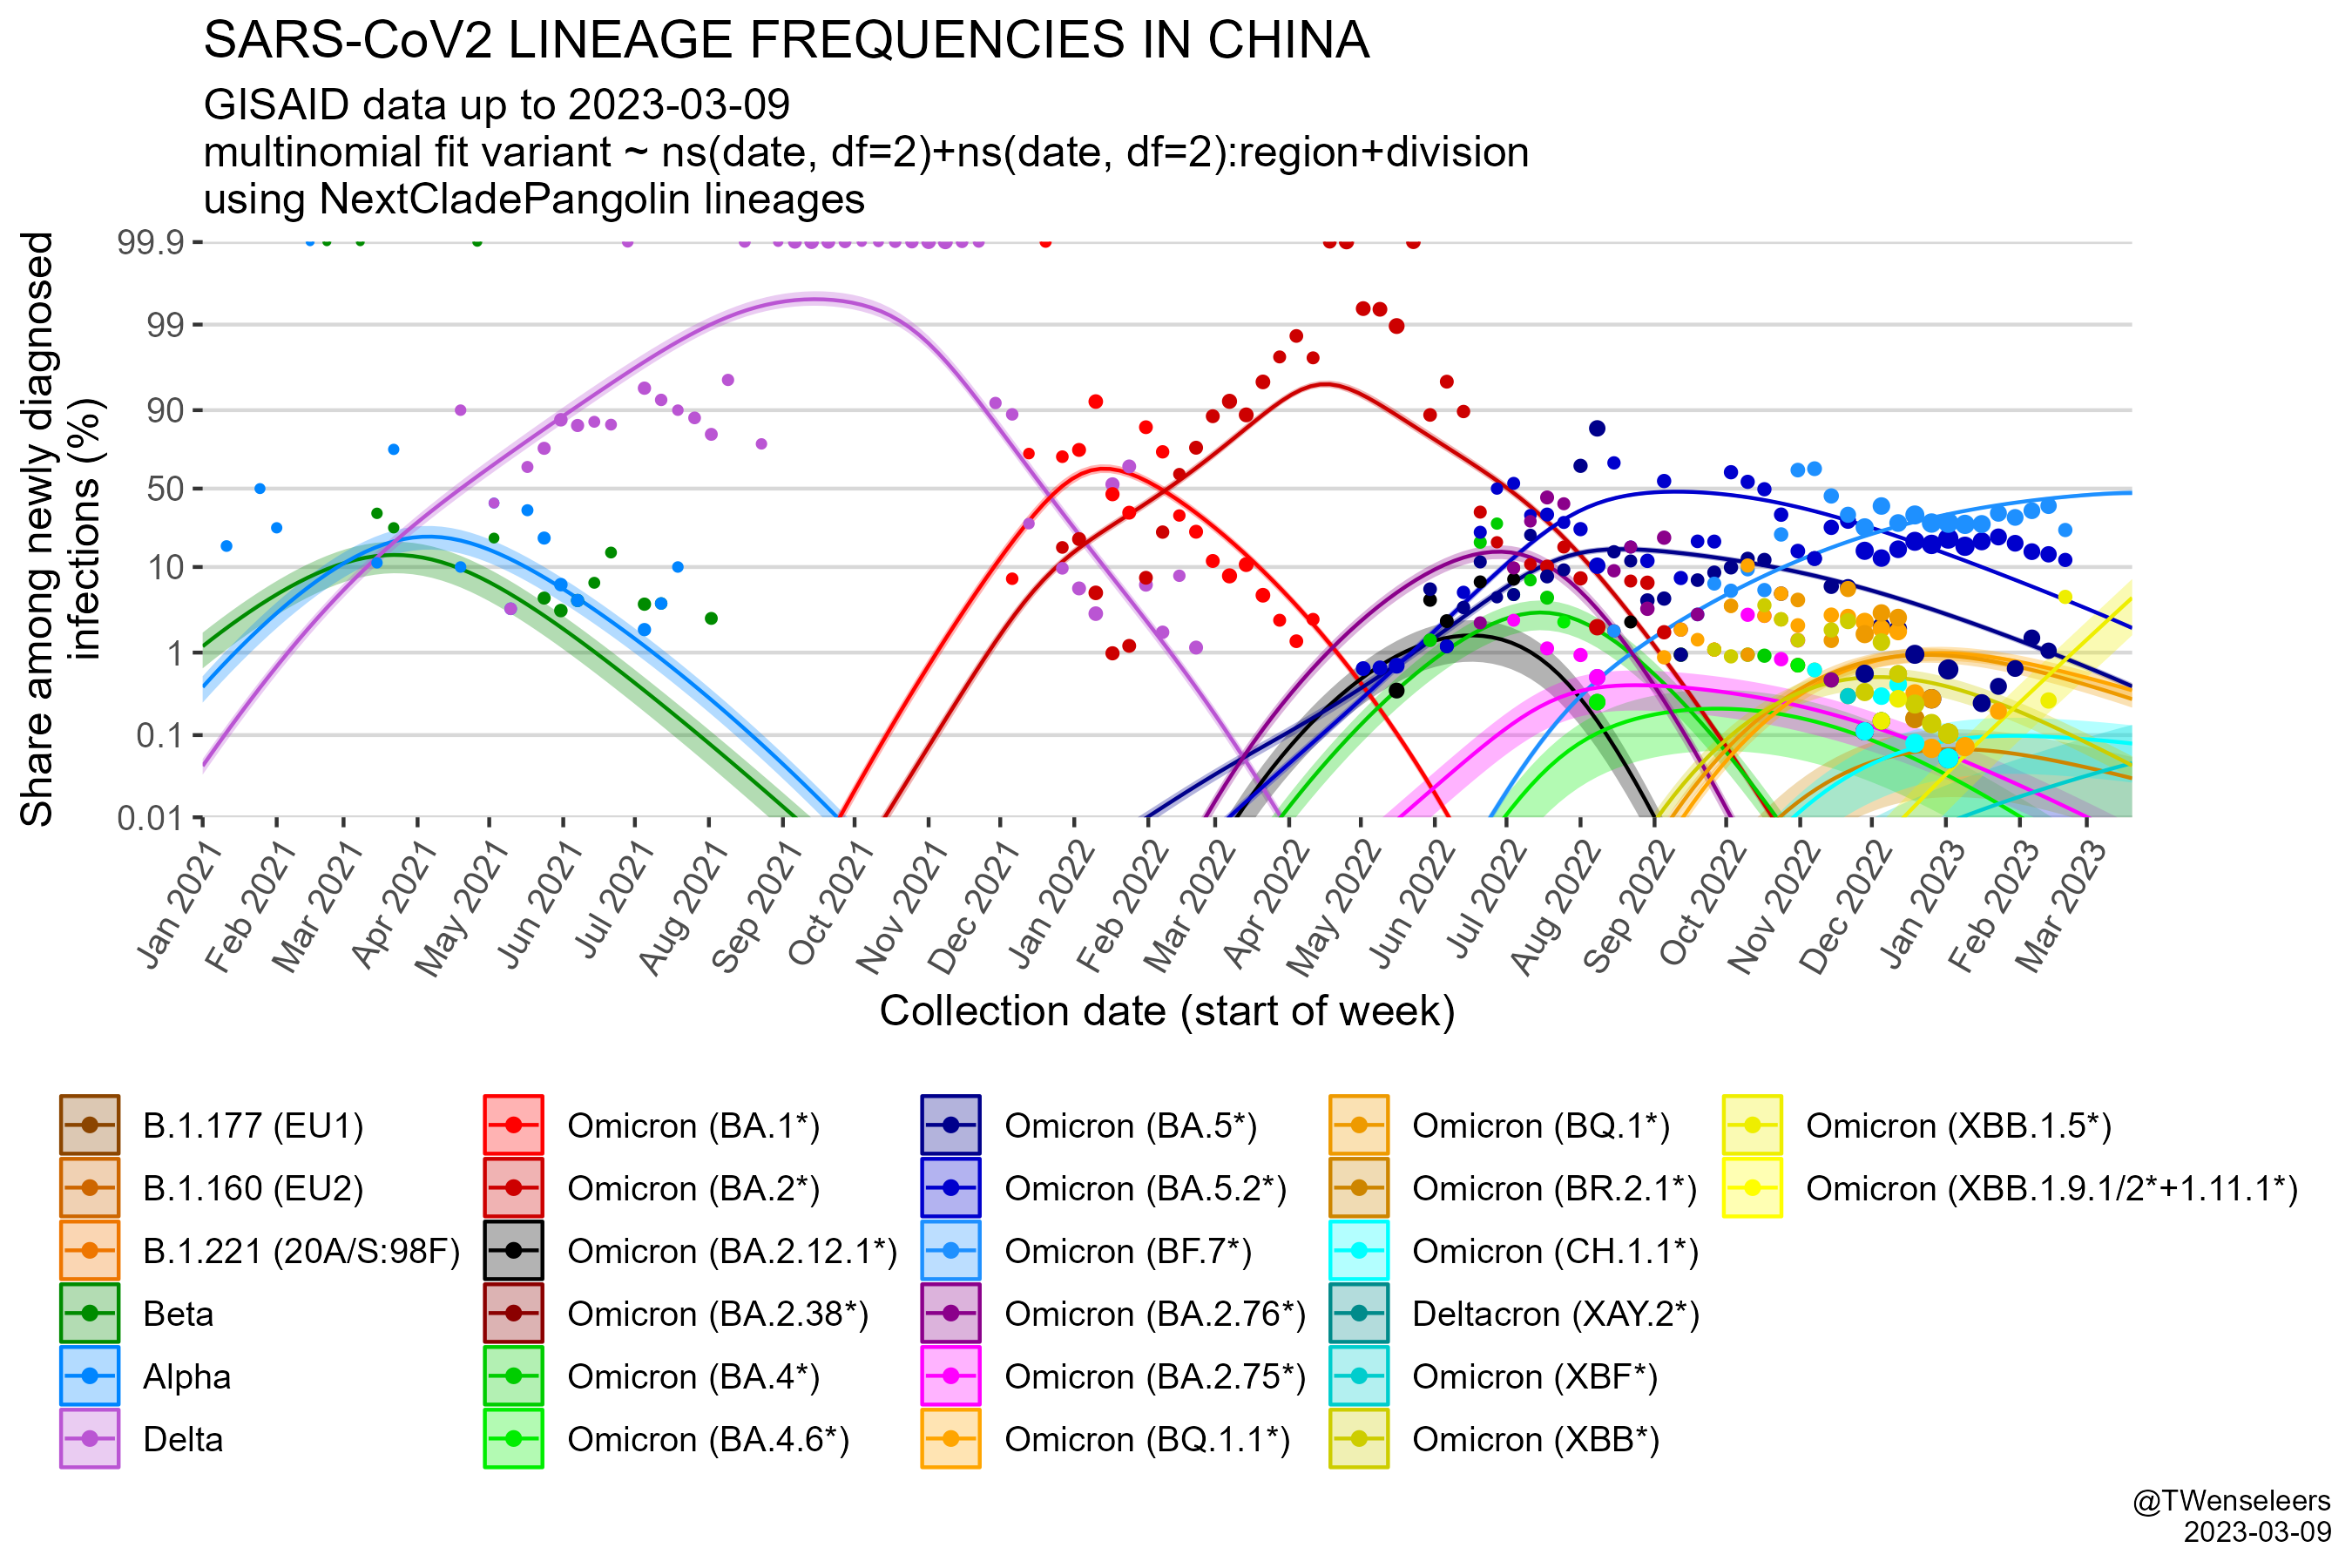 SARS-CoV2 LINEAGE FREQUENCIES IN CHINA
GISAID data up to 2023-03-09
multinomial fit variant ~ ns(date, df=2)+ns(date, df=2):region+division
using NextCladePangolin lineages
Share among newly diagnosed
infections (%)
99.9
99
90
50
10
1
0.1
0.01
Jan 2021
Feb 2021
Mar 2021
Apr 2021
May 2021
Jun 2021
Jul 2021
Aug 2021
Sep 2021
Oct 2021
Nov 2021
Dec 2021
Jan 2022
Feb 2022
Mar 2022
Apr 2022
May 2022
Jun 2022
Jul 2022
Aug 2022
Sep 2022
Oct 2022
Nov 2022
Dec 2022
Jan 2023
Feb 2023
Mar 2023
Collection date (start of week)
B.1.177 (EU1)
B.1.160 (EU2)
B.1.221 (20A/S:98F)
Beta
Alpha
Delta
Omicron (BA.1*)
Omicron (BA.2*)
Omicron (BA.2.12.1*)
Omicron (BA.2.38*)
Omicron (BA.4*)
Omicron (BA.4.6*)
Omicron (BA.5*)
Omicron (BA.5.2*)
Omicron (BF.7*)
Omicron (BA.2.76*)
Omicron (BA.2.75*)
Omicron (BQ.1.1*)
Omicron (BQ.1*)
Omicron (BR.2.1*)
Omicron (CH.1.1*)
Deltacron (XAY.2*)
Omicron (XBF*)
Omicron (XBB*)
Omicron (XBB.1.5*)
Omicron (XBB.1.9.1/2*+1.11.1*)
@TWenseleers
2023-03-09